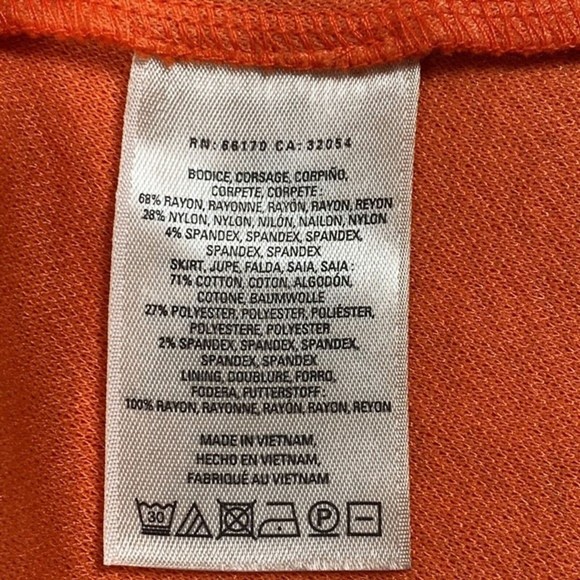 RN: 66170 CA: 32054
BODICE, CORSAGE, CORPIÑO,
CORPETE, CORPETE:
68% RAYON, RAYONNE, RAYÓN, RAYON, REYON
28% NYLON, NYLON, NILÓN, NAILON, NYLON
4% SPANDEX, SPANDEX, SPANDEX,
SPANDEX, SPANDEX
SKIRT, JUPE, FALDA, SAIA, SAIA :
71% COTTON, COTON, ALGODÓN,
COTONE, BAUMWOLLE
27% POLYESTER, POLYESTER, POLIÉSTER,
POLYESTERE, POLYESTER
2% SPANDEX, SPANDEX, SPANDEX,
SPANDEX, SPANDEX
LINING, DOUBLURE, FORRO,
FODERA, FUTTERSTOFF:
100% RAYON, RAYONNE, RAYÓN, RAYON, REYON
MADE IN VIETNAM,
HECHO EN VIETNAM,
FABRIQUÉ AU VIETNAM
30 P